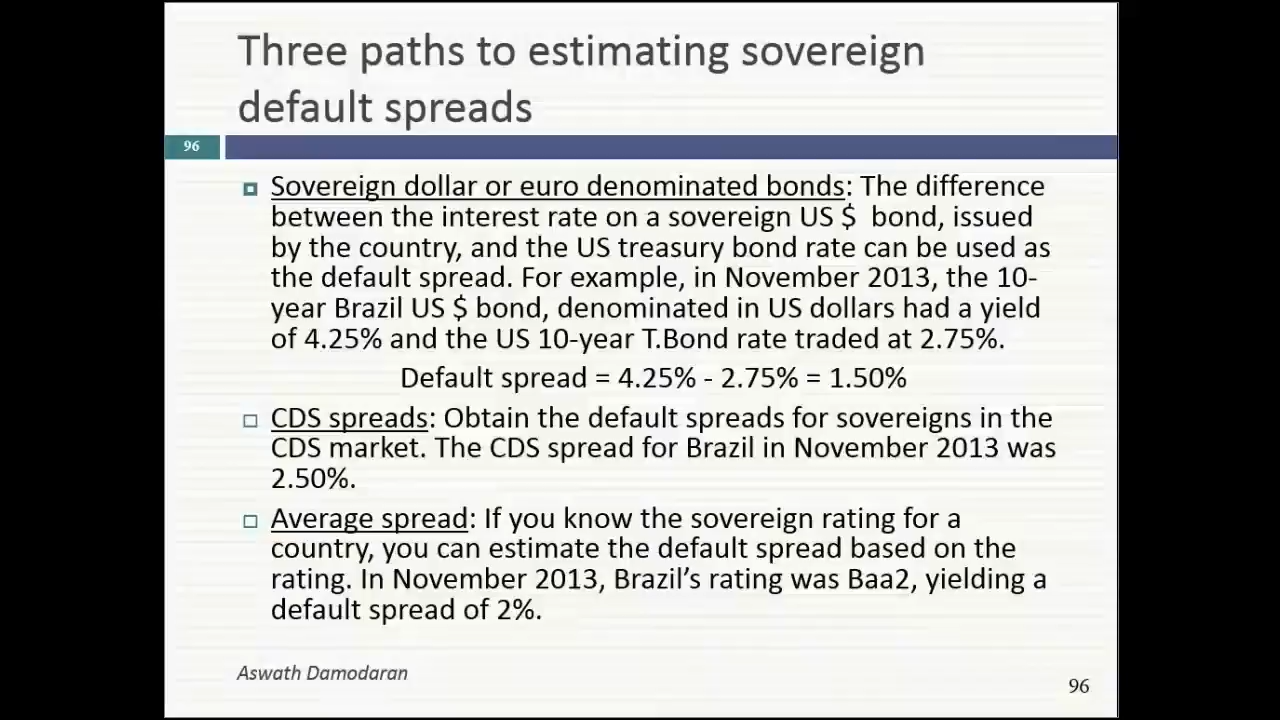 Three paths to estimating sovereign
default spreads
96
Sovereign dollar or euro denominated bonds: The difference
between the interest rate on a sovereign US $ bond, issued
by the country, and the US treasury bond rate can be used as
the default spread. For example, in November 2013, the 10-
year Brazil US $ bond, denominated in US dollars had a yield
of 4.25% and the US 10-year T.Bond rate traded at 2.75%.
Default spread = 4.25% - 2.75% = 1.50%
CDS spreads: Obtain the default spreads for sovereigns in the
CDS market. The CDS spread for Brazil in November 2013 was
2.50%.
Average spread: If you know the sovereign rating for a
country, you can estimate the default spread based on the
rating. In November 2013, Brazil’s rating was Baa2, yielding a
default spread of 2%.
Aswath Damodaran
96